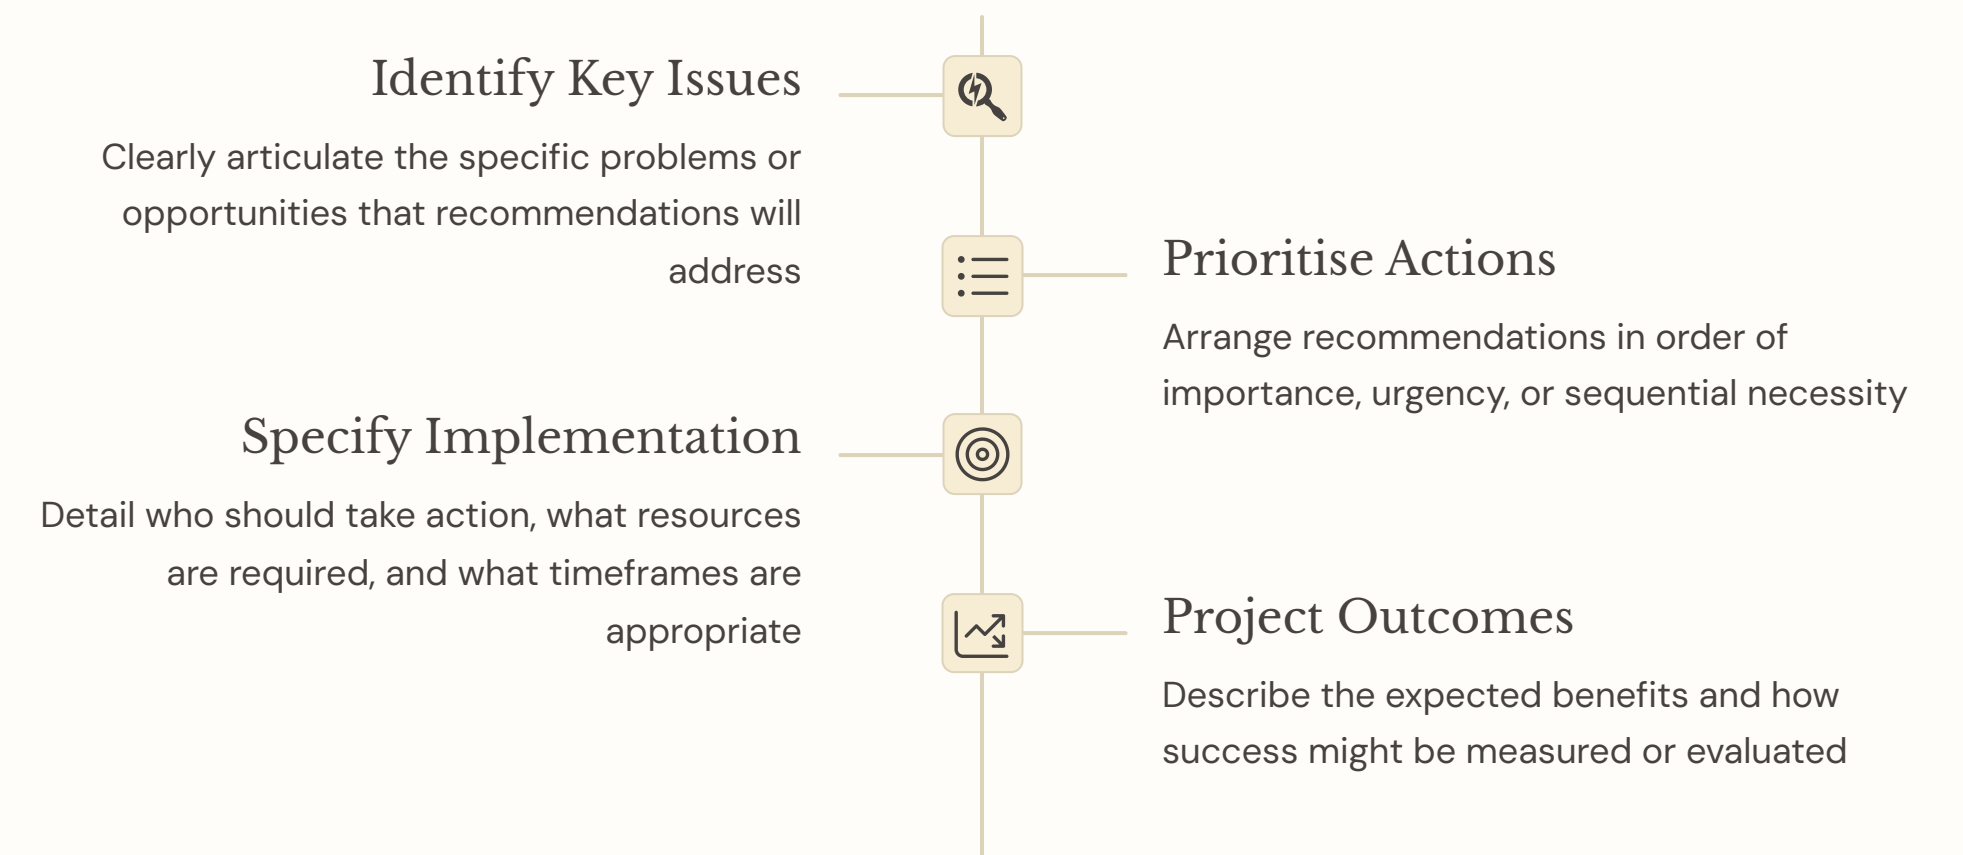 Identify Key Issues
Clearly articulate the specific problems or
opportunities that recommendations will
address
Prioritise Actions
Arrange recommendations in order of
importance, urgency, or sequential necessity
Specify Implementation
Detail who should take action, what resources
are required, and what timeframes are
appropriate
Project Outcomes
Describe the expected benefits and how
success might be measured or evaluated